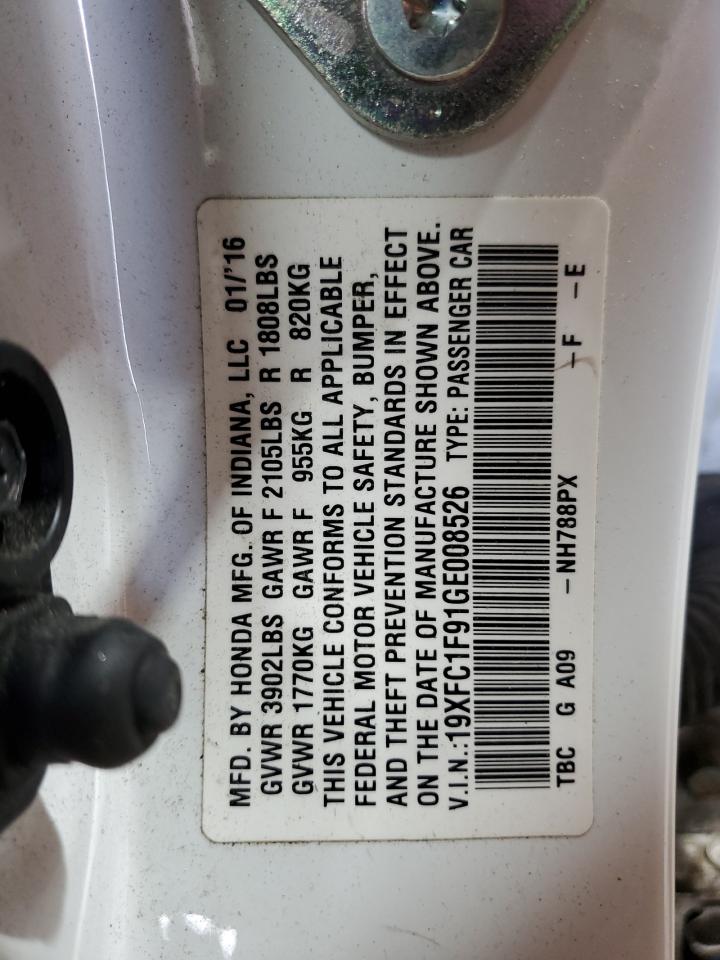 MFD. BY HONDA MFG. OF INDIANA, LLC 01/'16
GVWR 3902LBS GAWR F 2105LBS R 1808LBS
GVWR 1770KG GAWR F 955KG R 820KG
THIS VEHICLE CONFORMS TO ALL APPLICABLE
FEDERAL MOTOR VEHICLE SAFETY, BUMPER,
AND THEFT PREVENTION STANDARDS IN EFFECT
ON THE DATE OF MANUFACTURE SHOWN ABOVE.
V.I.N.:19XFC1F91GE008526 TYPE: PASSENGER CAR
TBC G A09 -NH788PX -F -E